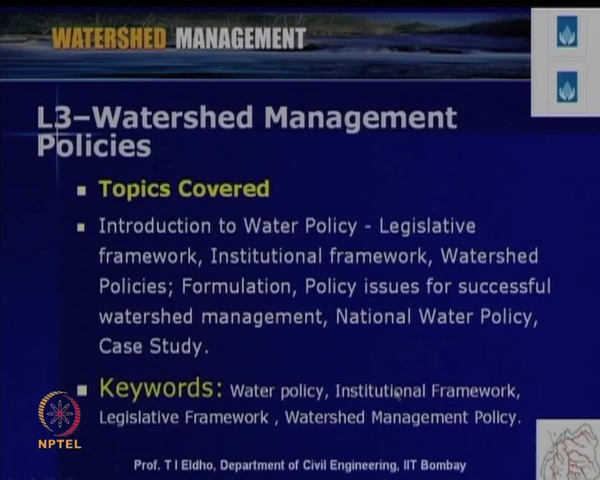 WATERSHED MANAGEMENT
L3–Watershed Management
Policies
Topics Covered
Introduction to Water Policy - Legislative
framework, Institutional framework, Watershed
Policies; Formulation, Policy issues for successful
watershed management, National Water Policy,
Case Study.
Keywords: Water policy, Institutional Framework,
Legislative Framework , Watershed Management Policy.
NPTEL
Prof. T I Eldho, Department of Civil Engineering, IIT Bombay